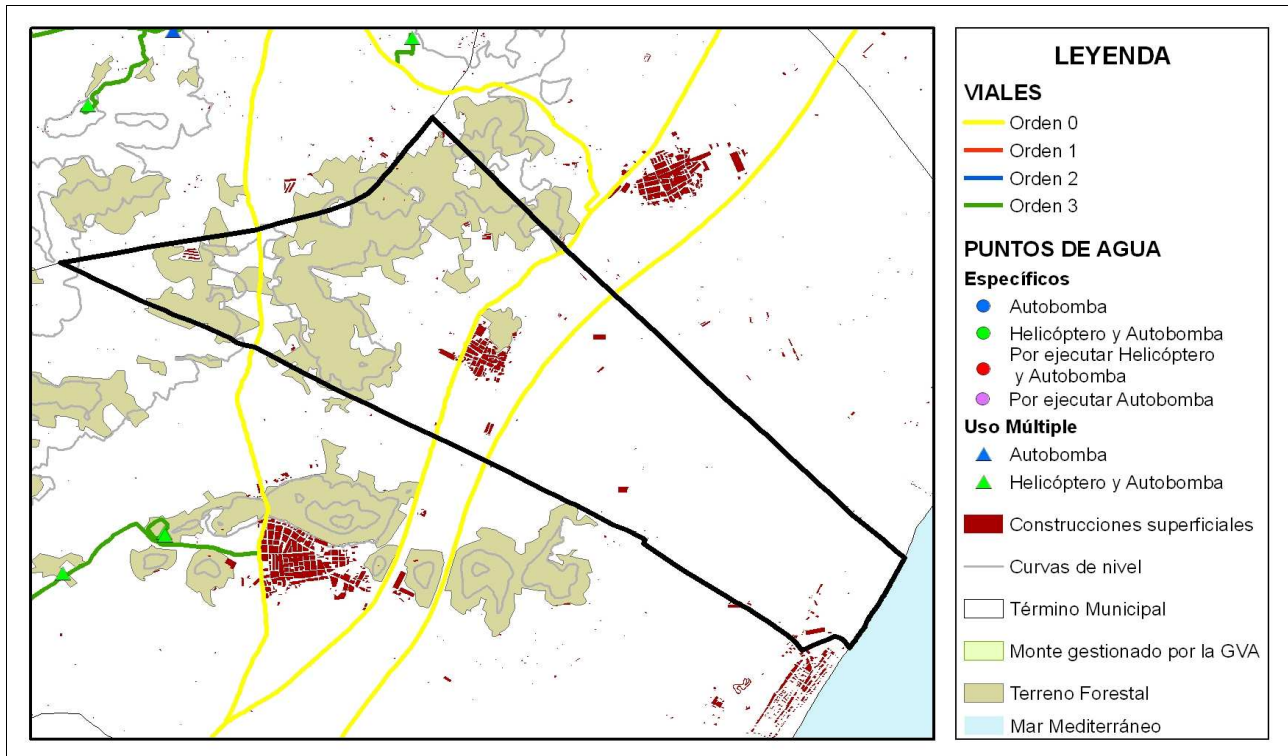 LEYENDA
VIALES
Orden 0
Orden 1
Orden 2
Orden 3
PUNTOS DE AGUA
Específicos
Autobomba
Helicóptero y Autobomba
Por ejecutar Helicóptero
y Autobomba
Por ejecutar Autobomba
Uso Múltiple
Autobomba
Helicóptero y Autobomba
Construcciones superficiales
Curvas de nivel
Término Municipal
Monte gestionado por la GVA
Terreno Forestal
Mar Mediterráneo